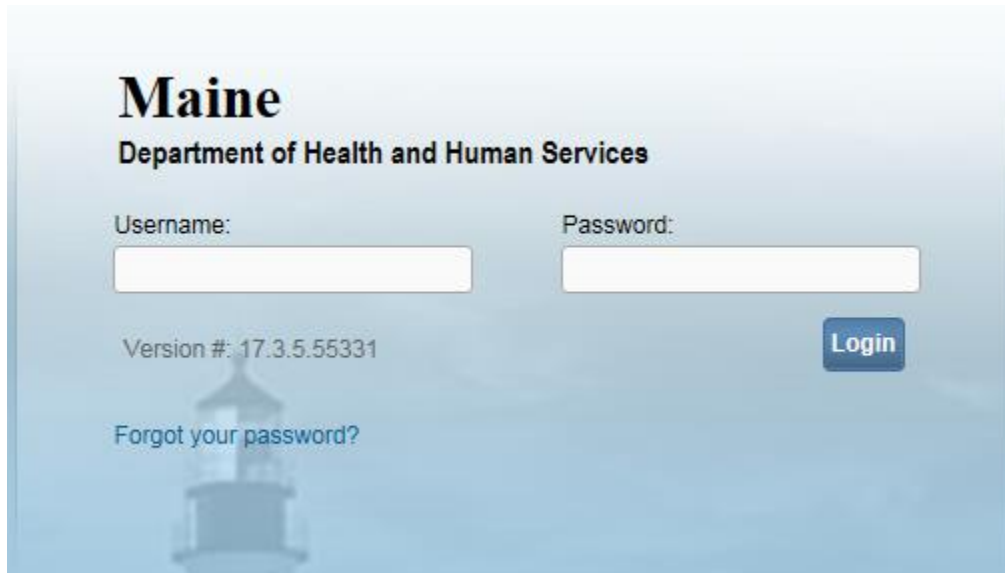 Maine
Department of Health and Human Services
Username:
Password:
Version #: 17.3.5.55331
Login
Forgot your password?